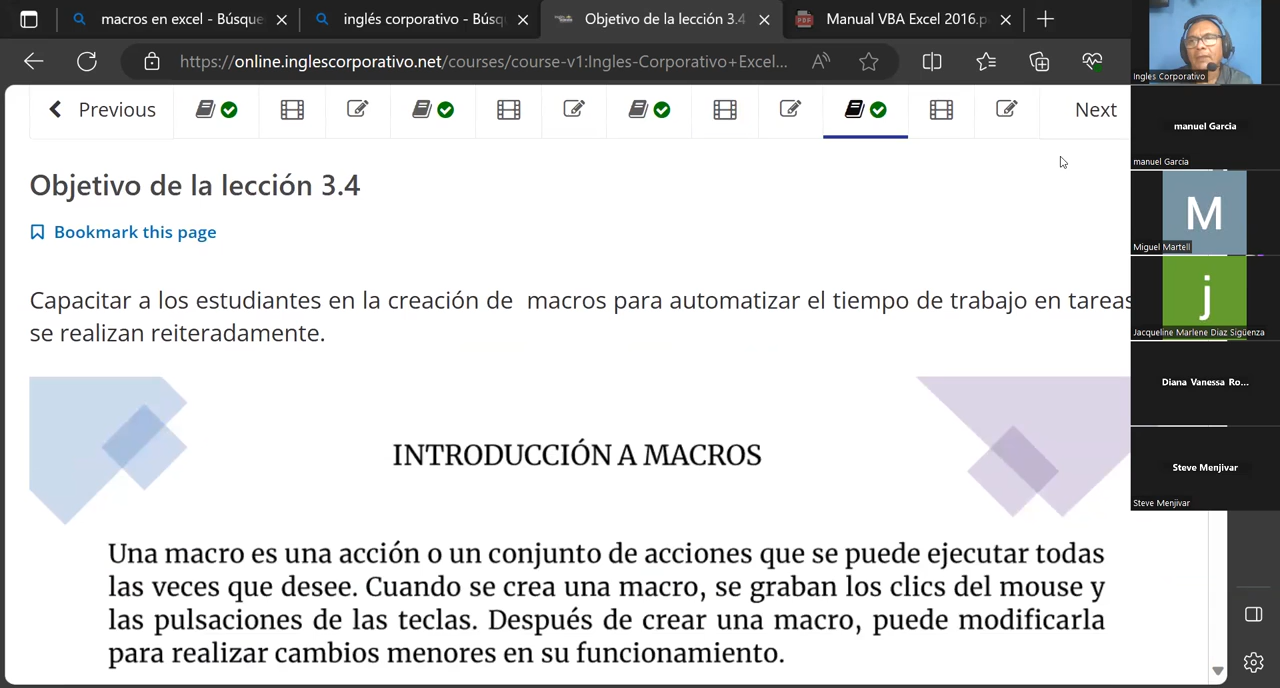 macros en excel - Búsque
inglés corporativo - Búsqu
Objetivo de la lección 3.4
Manual VBA Excel 2016.p
https://online.inglescorporativo.net/courses/course-v1:Ingles-Corporativo+Excel...
Previous
Next
Objetivo de la lección 3.4
Bookmark this page
Capacitar a los estudiantes en la creación de macros para automatizar el tiempo de trabajo en tareas
se realizan reiteradamente.
INTRODUCCIÓN A MACROS
Una macro es una acción o un conjunto de acciones que se puede ejecutar todas
las veces que desee. Cuando se crea una macro, se graban los clics del mouse y
las pulsaciones de las teclas. Después de crear una macro, puede modificarla
para realizar cambios menores en su funcionamiento.
Ingles Corporativo
manuel Garcia
manuel Garcia
M
Miguel Martell
j
Jacqueline Marlene Diaz Sigüenza
Diana Vanessa Ro...
Steve Menjivar
Steve Menjivar
PDF